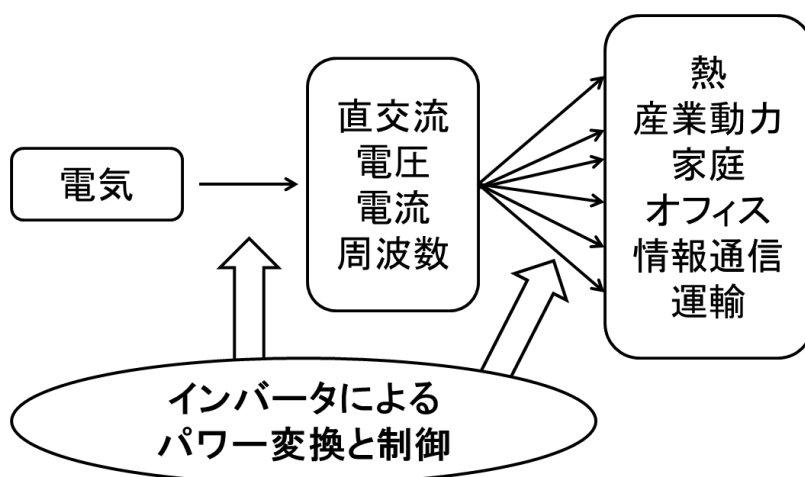 電気
直交流
電圧
電流
周波数
熱
産業動力
家庭
オフィス
情報通信
運輸
インバータによる
パワー変換と制御